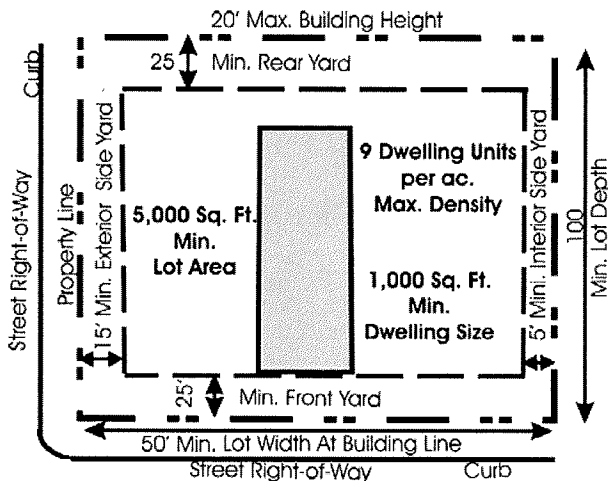 20' Max. Building Height
25
Min. Rear Yard
Curb
Street Right-of-Way
Property Line
15' Min. Exterior Side Yard
5,000 Sq. Ft.
Min.
Lot Area
9 Dwelling Units
per ac.
Max. Density
1,000 Sq. Ft.
Min.
Dwelling Size
5' Mini. Interior Side Yard
100
Min. Lot Depth
25'
Min. Front Yard
50' Min. Lot Width At Building Line
Street Right-of-Way
Curb